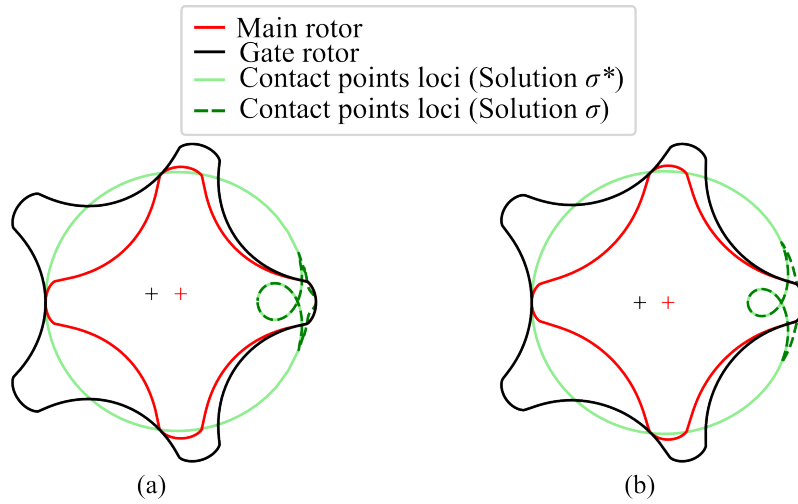 Main rotor
Gate rotor
Contact points loci (Solution σ*)
Contact points loci (Solution σ)
(a)
(b)